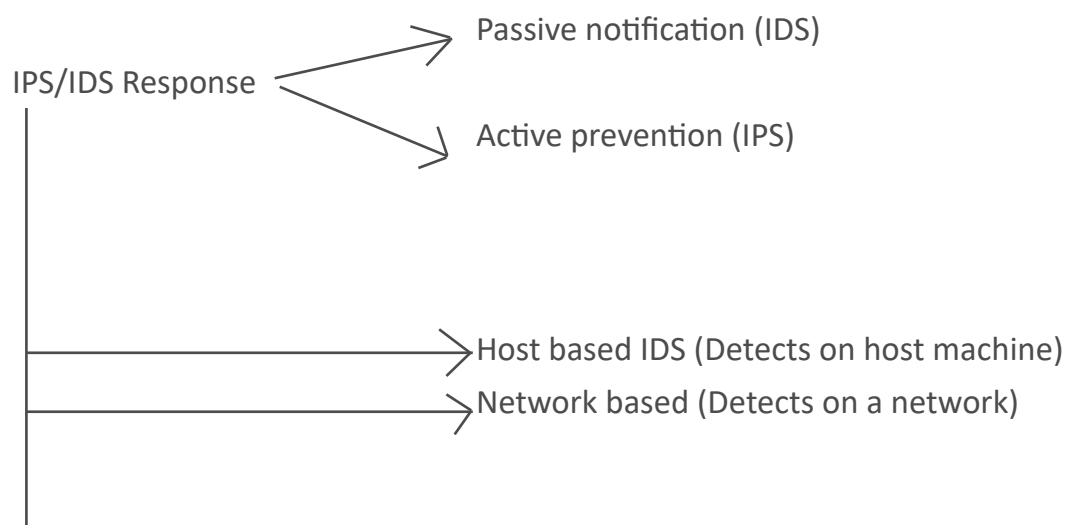 Passive notification (IDS)
IPS/IDS Response
Active prevention (IPS)
Host based IDS (Detects on host machine)
Network based (Detects on a network)